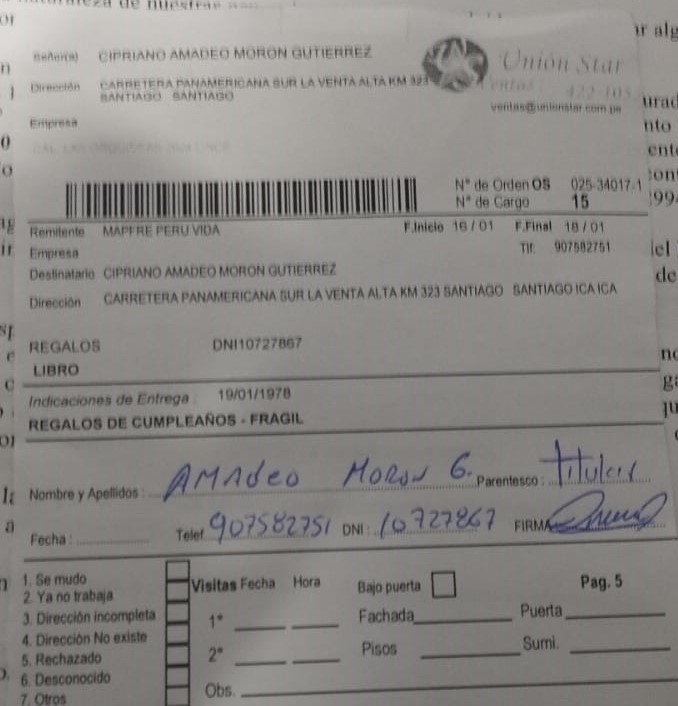 Señor(a) CIPRIANO AMADEO MORON GUTIERREZ
Unión Star
Dirección CARRETERA PANAMERICANA SUR LA VENTA ALTA KM 323
SANTIAGO SANTIAGO
Ventas: 422-105
ventas@unionstar.com.pe
Empresa
N° de Orden OS 025-34017-1
N° de Cargo 15
Remitente MAPFRE PERU VIDA F.Inicio 16 / 01 F.Final 18 / 01
Empresa Tlf: 907582751
Destinatario CIPRIANO AMADEO MORON GUTIERREZ
Dirección CARRETERA PANAMERICANA SUR LA VENTA ALTA KM 323 SANTIAGO SANTIAGO ICA ICA
REGALOS DNI10727867
LIBRO
Indicaciones de Entrega : 19/01/1978
REGALOS DE CUMPLEAÑOS - FRAGIL
Nombre y Apellidos : AMAdeo MORON G. Parentesco : Titular
Fecha : Telef. 907582751 DNI : 10727867 FIRMA
1. Se mudo Visitas Fecha Hora Bajo puerta Pag. 5
2. Ya no trabaja
3. Dirección incompleta 1° Fachada Puerta
4. Dirección No existe
5. Rechazado 2° Pisos Sumi.
6. Desconocido
7. Otros Obs.